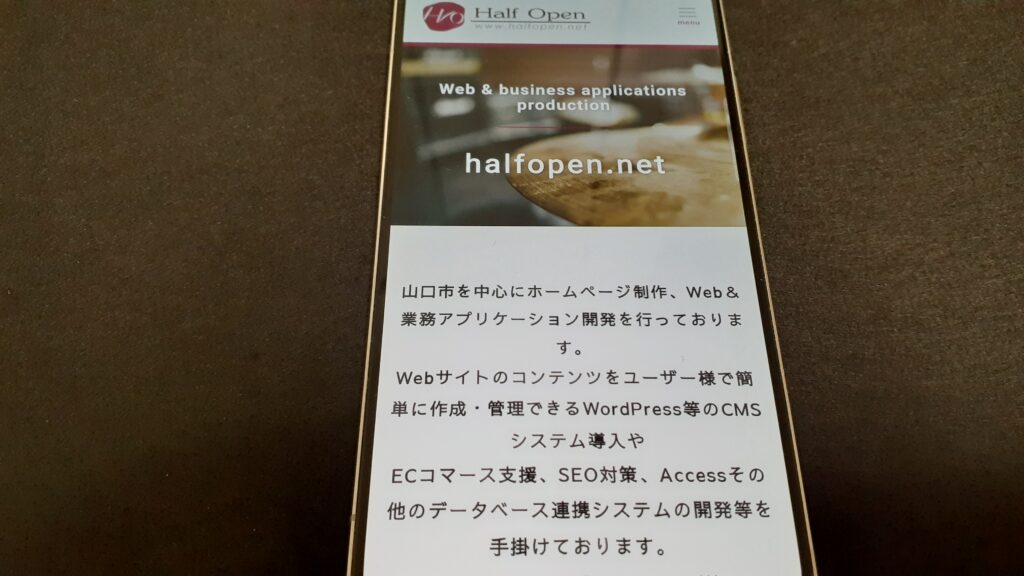 Half Open
www.halfopen.net
menu
Web & business applications
production
halfopen.net
山口市を中心にホームページ制作、Web＆
業務アプリケーション開発を行っておりま
す。
Webサイトのコンテンツをユーザー様で簡
単に作成・管理できるWordPress等のCMS
システム導入や
ECコマース支援、SEO対策、Accessその
他のデータベース連携システムの開発等を
手掛けております。